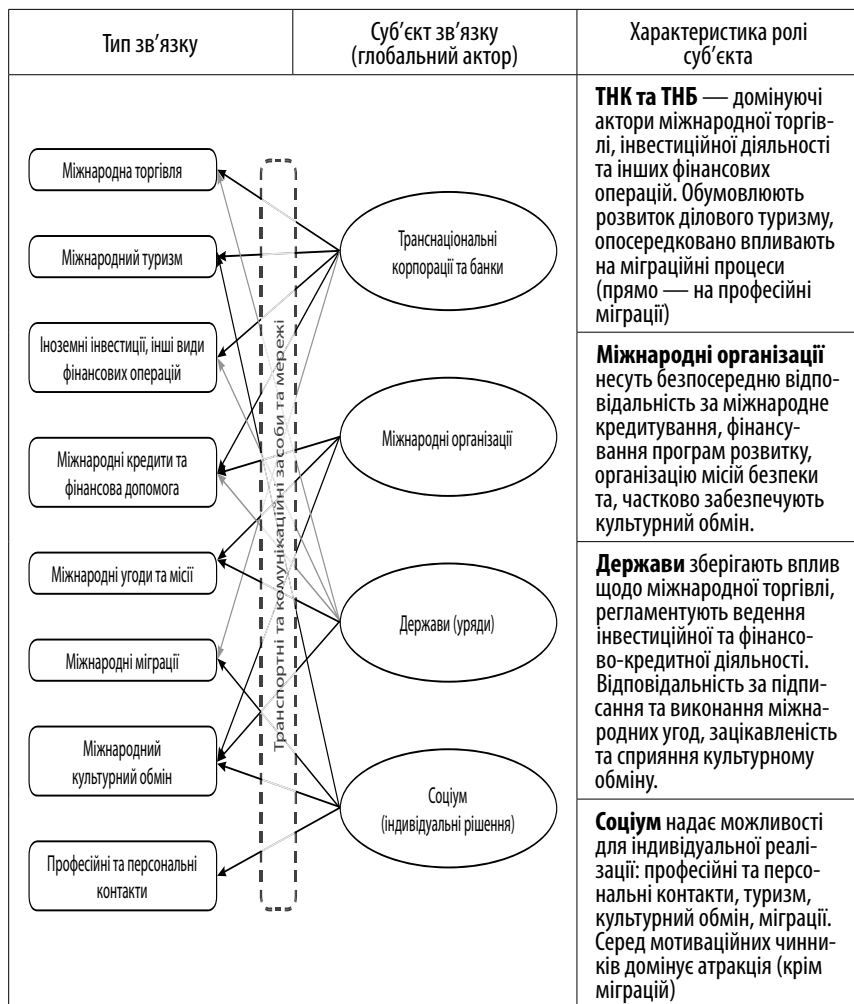 Тип зв’язку
Суб’єкт зв’язку
(глобальний актор)
Характеристика ролі
суб’єкта
Міжнародна торгівля
Міжнародний туризм
Іноземні інвестиції, інші види
фінансових операцій
Міжнародні кредити та
фінансова допомога
Міжнародні угоди та місії
Міжнародні міграції
Міжнародний
культурний обмін
Професійні та персональні
контакти
Транспортні та комунікаційні засоби та мережі
Транснаціональні
корпорації та банки
Міжнародні організації
Держави (уряди)
Соціум
(індивідуальні рішення)
ТНК та ТНБ — домінуючі
актори міжнародної торгів-
лі, інвестиційної діяльності
та інших фінансових
операцій. Обумовлюють
розвиток ділового туризму,
опосередковано впливають
на міграційні процеси
(прямо — на професійні
міграції)
Міжнародні організації
несуть безпосередню відпо-
відальність за міжнародне
кредитування, фінансу-
вання програм розвитку,
організацію місій безпеки
та, частково забезпечують
культурний обмін.
Держави зберігають вплив
щодо міжнародної торгівлі,
регламентують ведення
інвестиційної та фінансо-
во-кредитної діяльності.
Відповідальність за підпи-
сання та виконання міжна-
родних угод, зацікавленість
та сприяння культурному
обміну.
Соціум надає можливості
для індивідуальної реалі-
зації: професійні та персо-
нальні контакти, туризм,
культурний обмін, міграції.
Серед мотиваційних чинни-
ків домінує атракція (крім
міграцій)